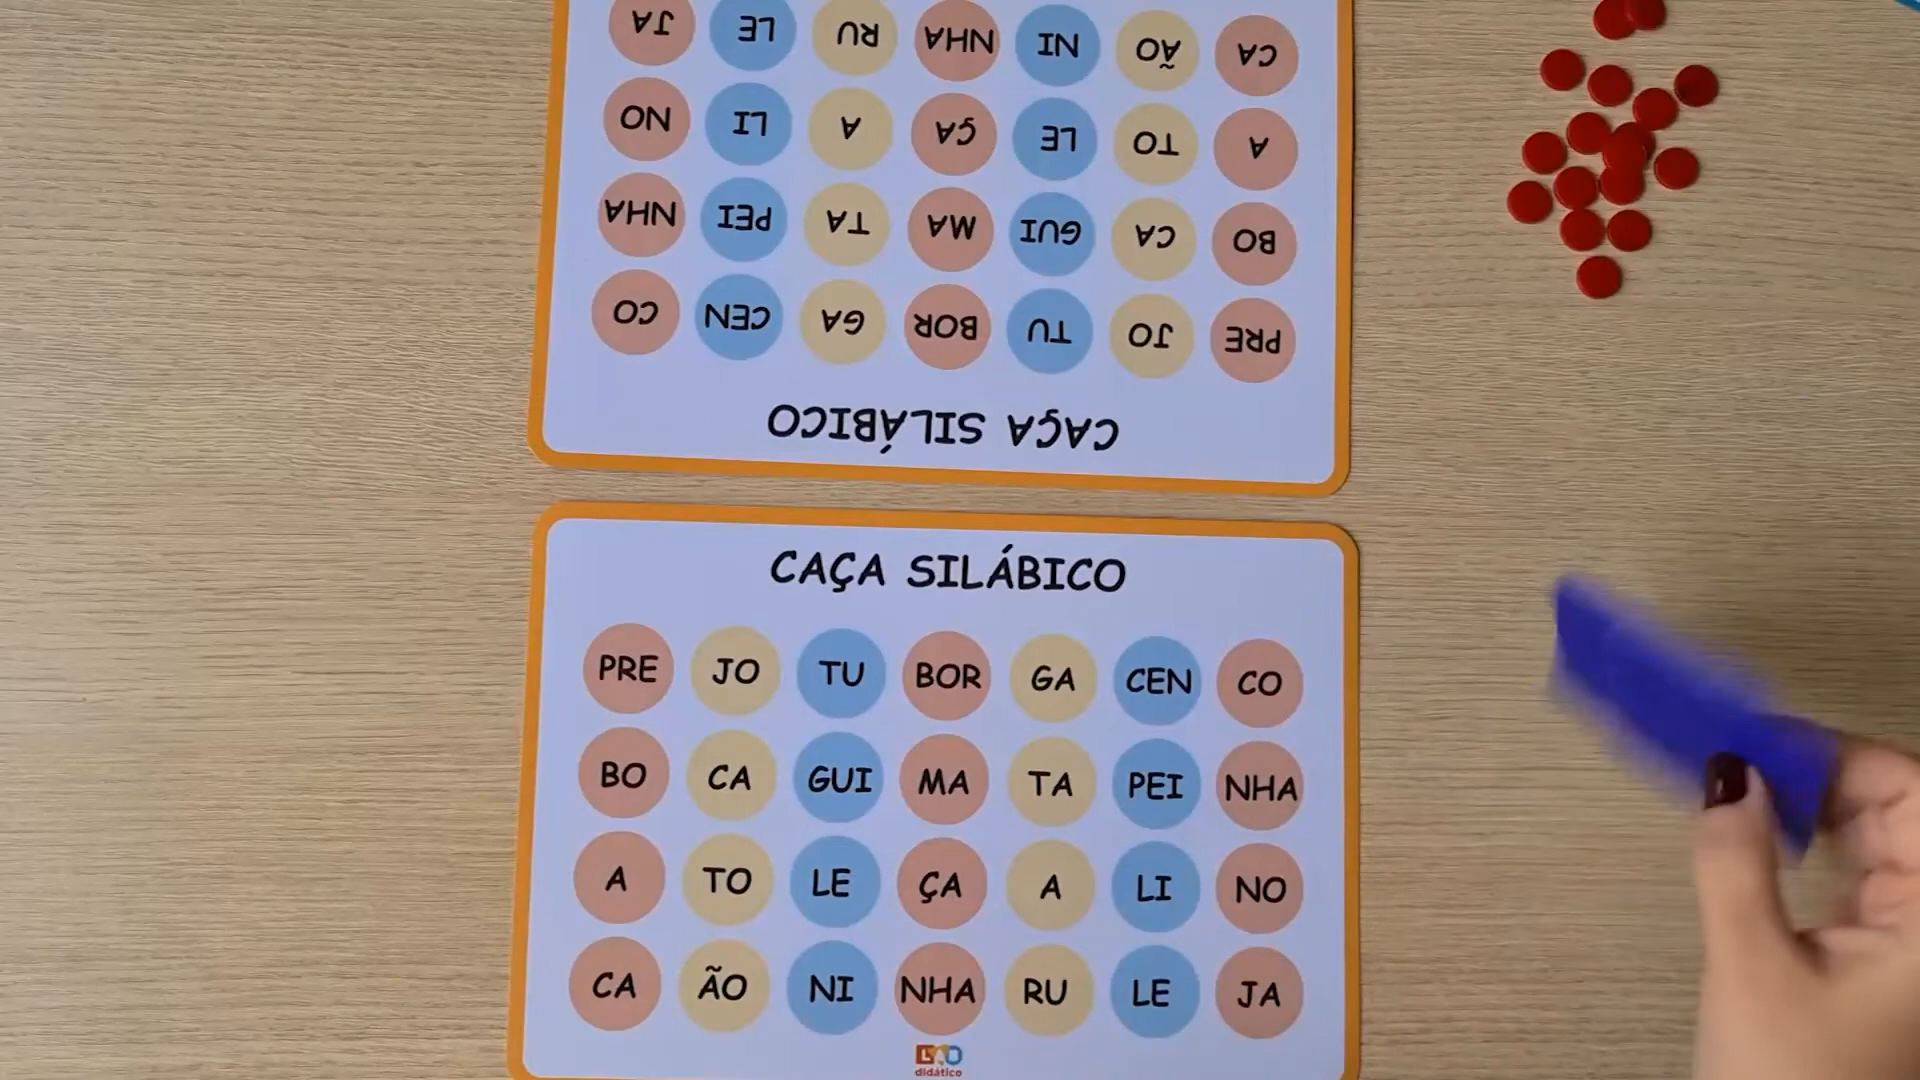 JA LE RU NHA NI ÃO CA
NO LI A ÇA LE TO A
NHA PEI TA MA GUI CA BO
CO CEN GA BOR TU JO PRE
CAÇA SILÁBICO
CAÇA SILÁBICO
PRE JO TU BOR GA CEN CO
BO CA GUI MA TA PEI NHA
A TO LE ÇA A LI NO
CA ÃO NI NHA RU LE JA
LAB
didático